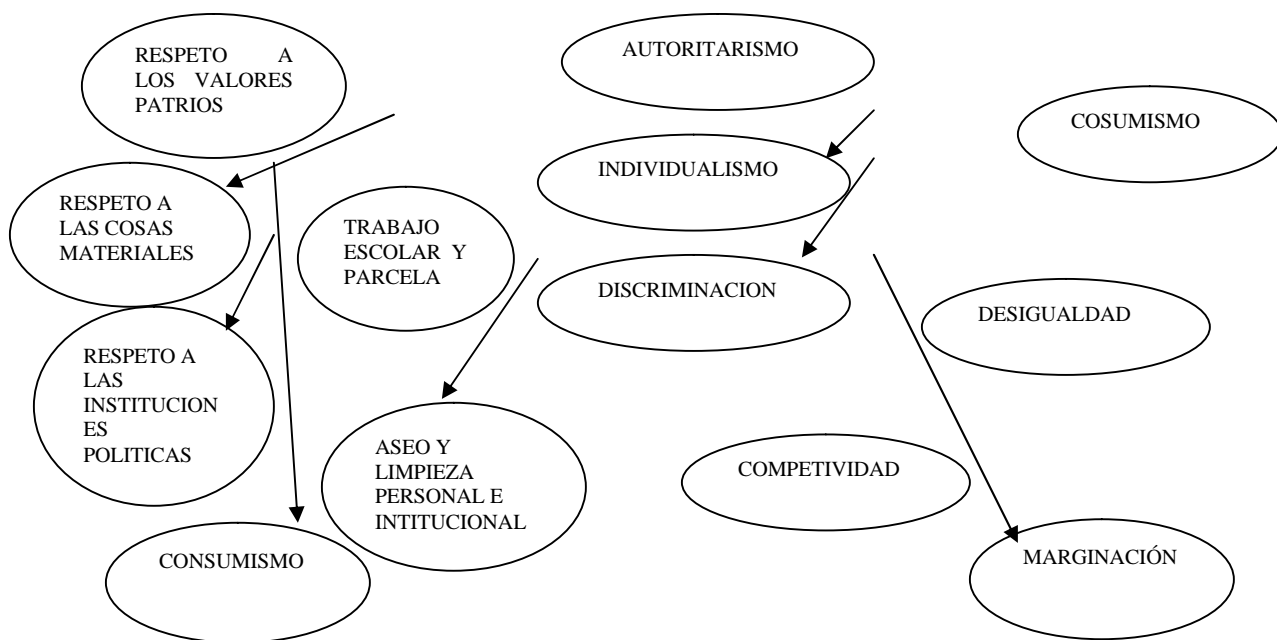 RESPETO A
LOS VALORES
PATRIOS
AUTORITARISMO
COSUMISMO
INDIVIDUALISMO
RESPETO A
LAS COSAS
MATERIALES
TRABAJO
ESCOLAR Y
PARCELA
DISCRIMINACION
DESIGUALDAD
RESPETO A
LAS
INSTITUCION
ES
POLITICAS
ASEO Y
LIMPIEZA
PERSONAL E
INTITUCIONAL
COMPETIVIDAD
CONSUMISMO
MARGINACIÓN